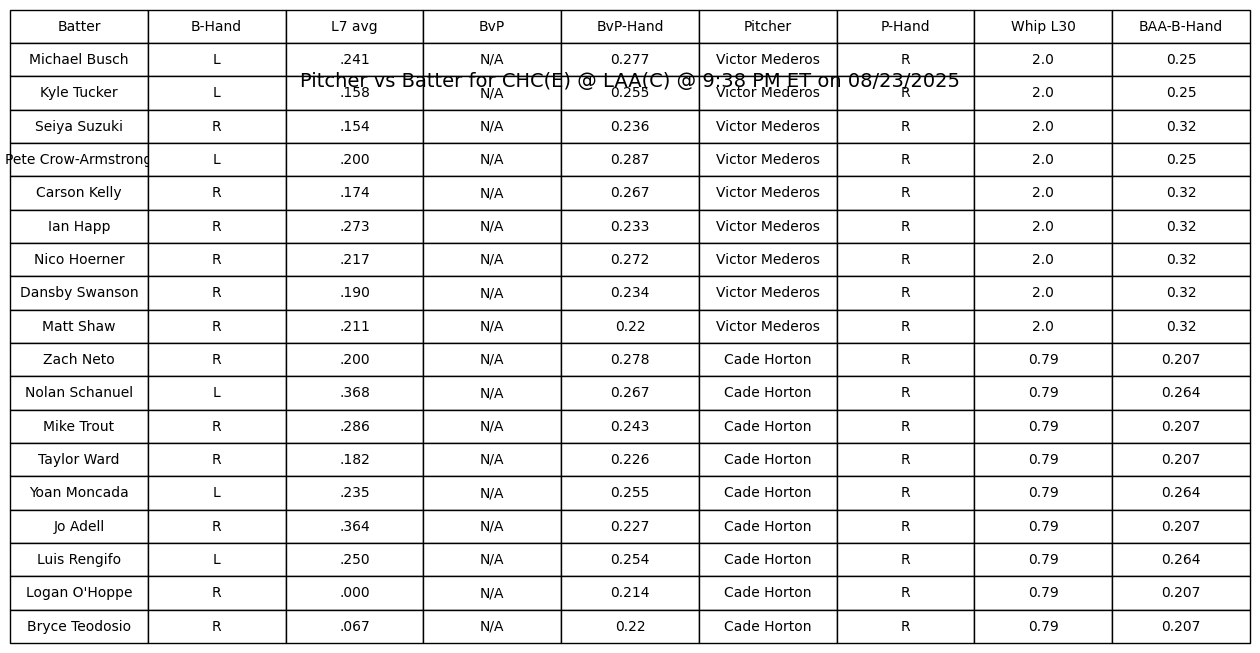 Batter B-Hand L7 avg BvP BvP-Hand Pitcher P-Hand Whip L30 BAA-B-Hand
Michael Busch L .241 N/A 0.277 Victor Mederos R 2.0 0.25
Pitcher vs Batter for CHC(E) @ LAA(C) @ 9:38 PM ET on 08/23/2025
Kyle Tucker L .158 N/A 0.255 Victor Mederos R 2.0 0.25
Seiya Suzuki R .154 N/A 0.236 Victor Mederos R 2.0 0.32
Pete Crow-Armstrong L .200 N/A 0.287 Victor Mederos R 2.0 0.25
Carson Kelly R .174 N/A 0.267 Victor Mederos R 2.0 0.32
Ian Happ R .273 N/A 0.233 Victor Mederos R 2.0 0.32
Nico Hoerner R .217 N/A 0.272 Victor Mederos R 2.0 0.32
Dansby Swanson R .190 N/A 0.234 Victor Mederos R 2.0 0.32
Matt Shaw R .211 N/A 0.22 Victor Mederos R 2.0 0.32
Zach Neto R .200 N/A 0.278 Cade Horton R 0.79 0.207
Nolan Schanuel L .368 N/A 0.267 Cade Horton R 0.79 0.264
Mike Trout R .286 N/A 0.243 Cade Horton R 0.79 0.207
Taylor Ward R .182 N/A 0.226 Cade Horton R 0.79 0.207
Yoan Moncada L .235 N/A 0.255 Cade Horton R 0.79 0.264
Jo Adell R .364 N/A 0.227 Cade Horton R 0.79 0.207
Luis Rengifo L .250 N/A 0.254 Cade Horton R 0.79 0.264
Logan O'Hoppe R .000 N/A 0.214 Cade Horton R 0.79 0.207
Bryce Teodosio R .067 N/A 0.22 Cade Horton R 0.79 0.207